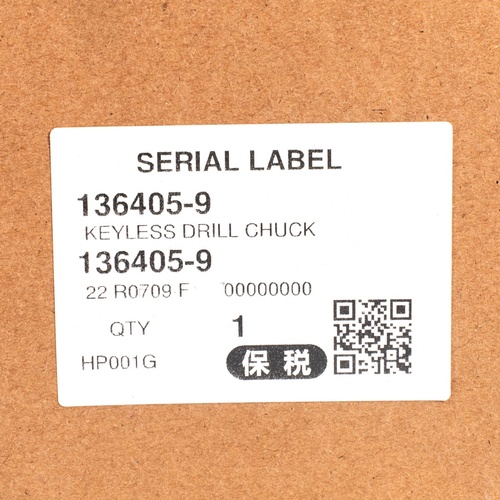 SERIAL LABEL
136405-9
KEYLESS DRILL CHUCK
136405-9
22 R0709 F 00000000
QTY 1
HP001G 保税